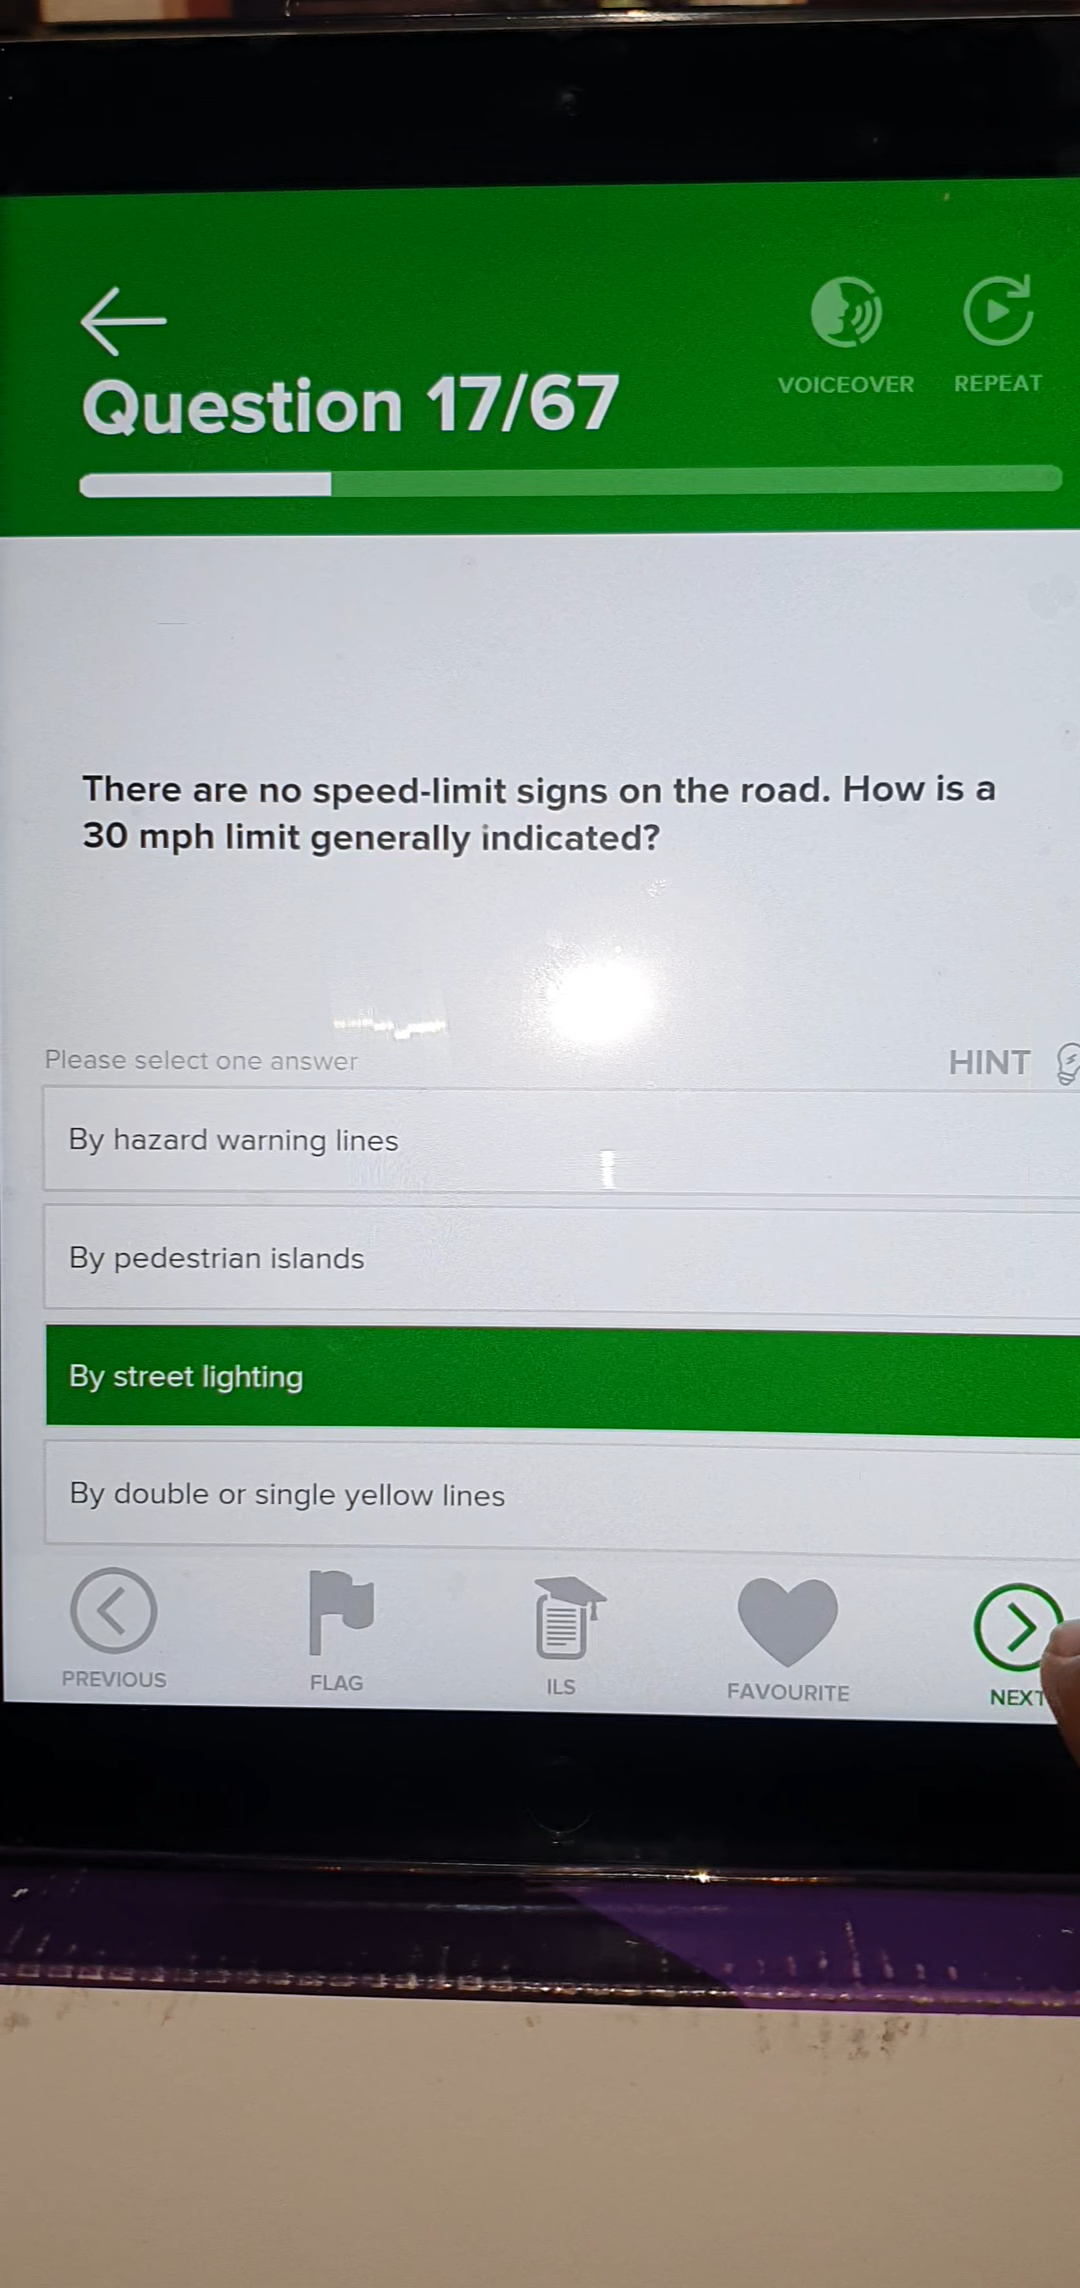 VOICEOVER
REPEAT
Question 17/67
There are no speed-limit signs on the road. How is a
30 mph limit generally indicated?
Please select one answer
HINT
By hazard warning lines
By pedestrian islands
By street lighting
By double or single yellow lines
PREVIOUS
FLAG
ILS
FAVOURITE
NEXT